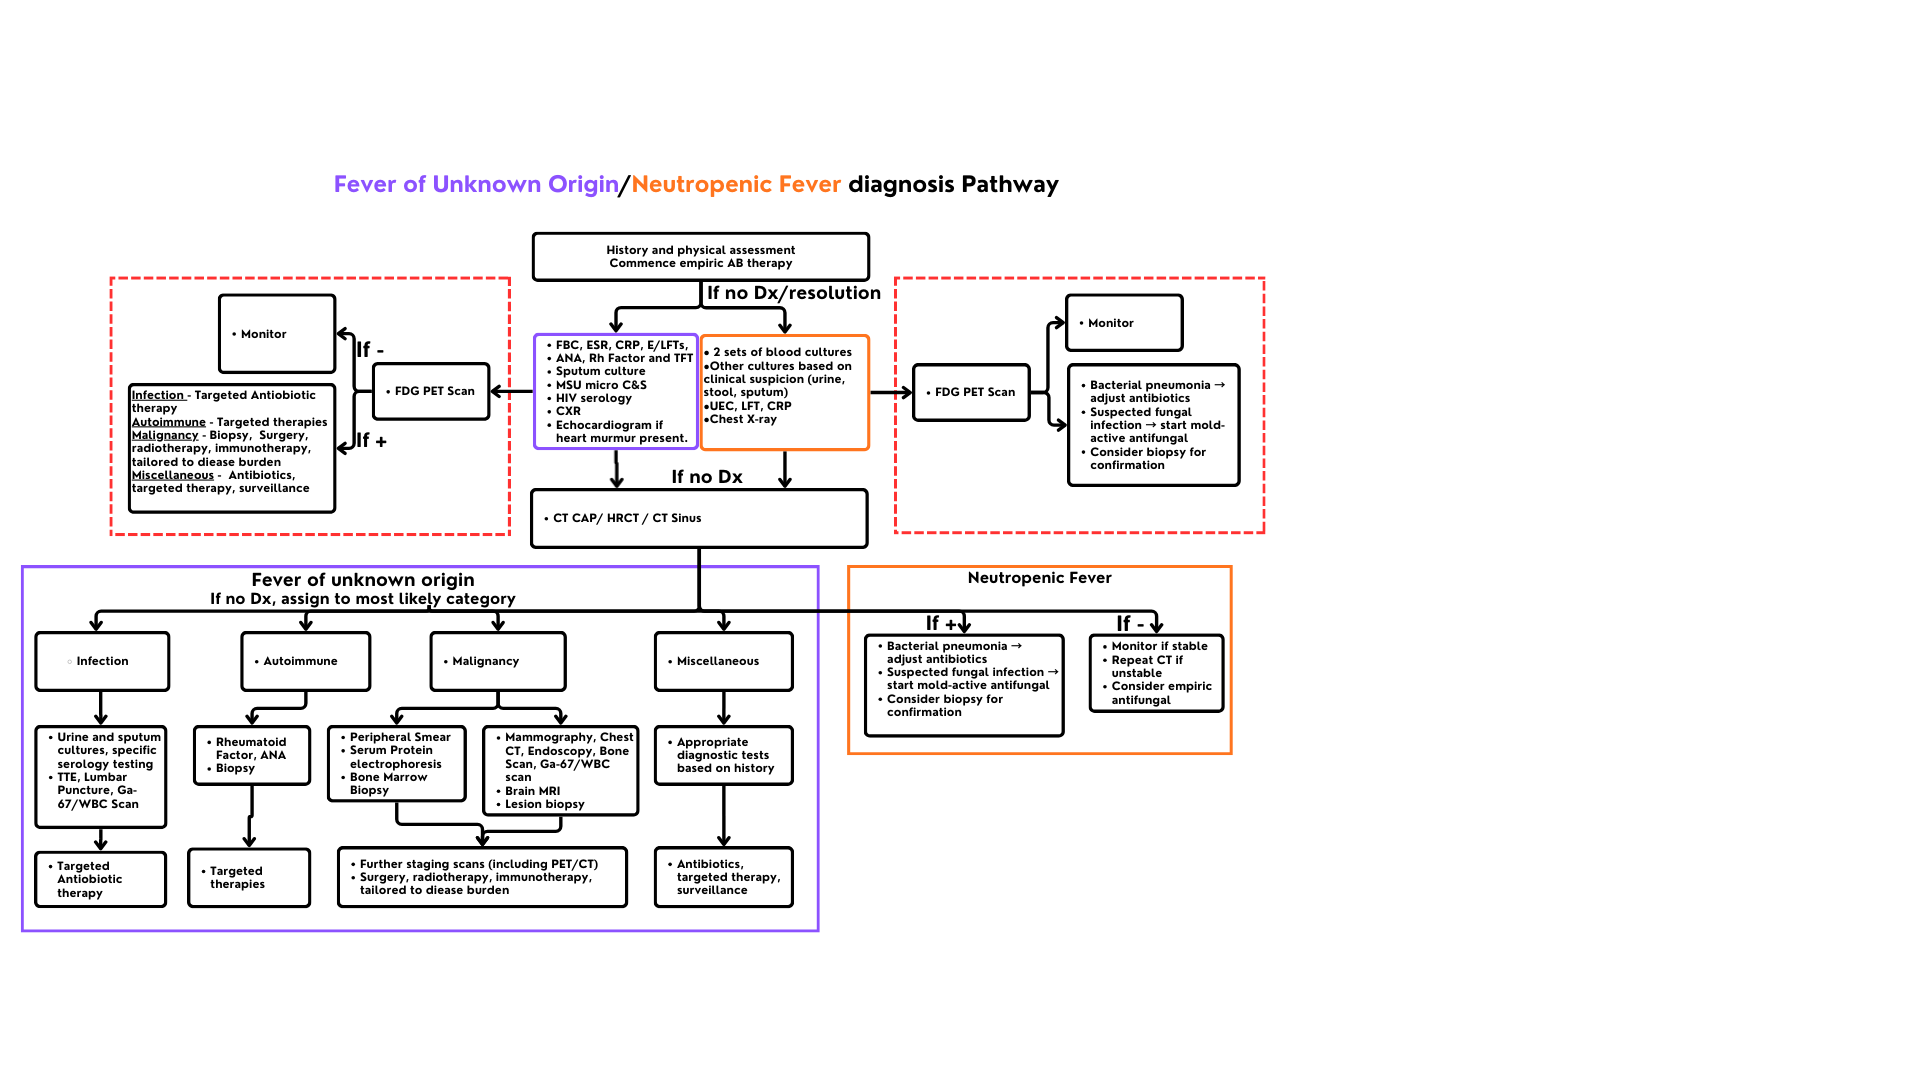 Fever of Unknown Origin/Neutropenic Fever diagnosis Pathway
History and physical assessment
Commence empiric AB therapy
If no Dx/resolution
• Monitor
If -
• FDG PET Scan
If +
Infection - Targeted Antiobiotic
therapy
Autoimmune - Targeted therapies
Malignancy - Biopsy, Surgery,
radiotherapy, immunotherapy,
tailored to diease burden
Miscellaneous - Antibiotics,
targeted therapy, surveillance
• FBC, ESR, CRP, E/LFTs,
• ANA, Rh Factor and TFT
• Sputum culture
• MSU micro C&S
• HIV serology
• CXR
• Echocardiogram if
heart murmur present.
• 2 sets of blood cultures
•Other cultures based on
clinical suspicion (urine,
stool, sputum)
•UEC, LFT, CRP
•Chest X-ray
• FDG PET Scan
• Monitor
• Bacterial pneumonia →
adjust antibiotics
• Suspected fungal
infection → start mold-
active antifungal
• Consider biopsy for
confirmation
If no Dx
• CT CAP/ HRCT / CT Sinus
Fever of unknown origin
If no Dx, assign to most likely category
◦ Infection
• Autoimmune
• Malignancy
• Miscellaneous
• Urine and sputum
cultures, specific
serology testing
• TTE, Lumbar
Puncture, Ga-
67/WBC Scan
• Rheumatoid
Factor, ANA
• Biopsy
• Peripheral Smear
• Serum Protein
electrophoresis
• Bone Marrow
Biopsy
• Mammography, Chest
CT, Endoscopy, Bone
Scan, Ga-67/WBC
scan
• Brain MRI
• Lesion biopsy
• Appropriate
diagnostic tests
based on history
• Targeted
Antiobiotic
therapy
• Targeted
therapies
• Further staging scans (including PET/CT)
• Surgery, radiotherapy, immunotherapy,
tailored to diease burden
• Antibiotics,
targeted therapy,
surveillance
Neutropenic Fever
If +
• Bacterial pneumonia →
adjust antibiotics
• Suspected fungal infection →
start mold-active antifungal
• Consider biopsy for
confirmation
If -
• Monitor if stable
• Repeat CT if
unstable
• Consider empiric
antifungal